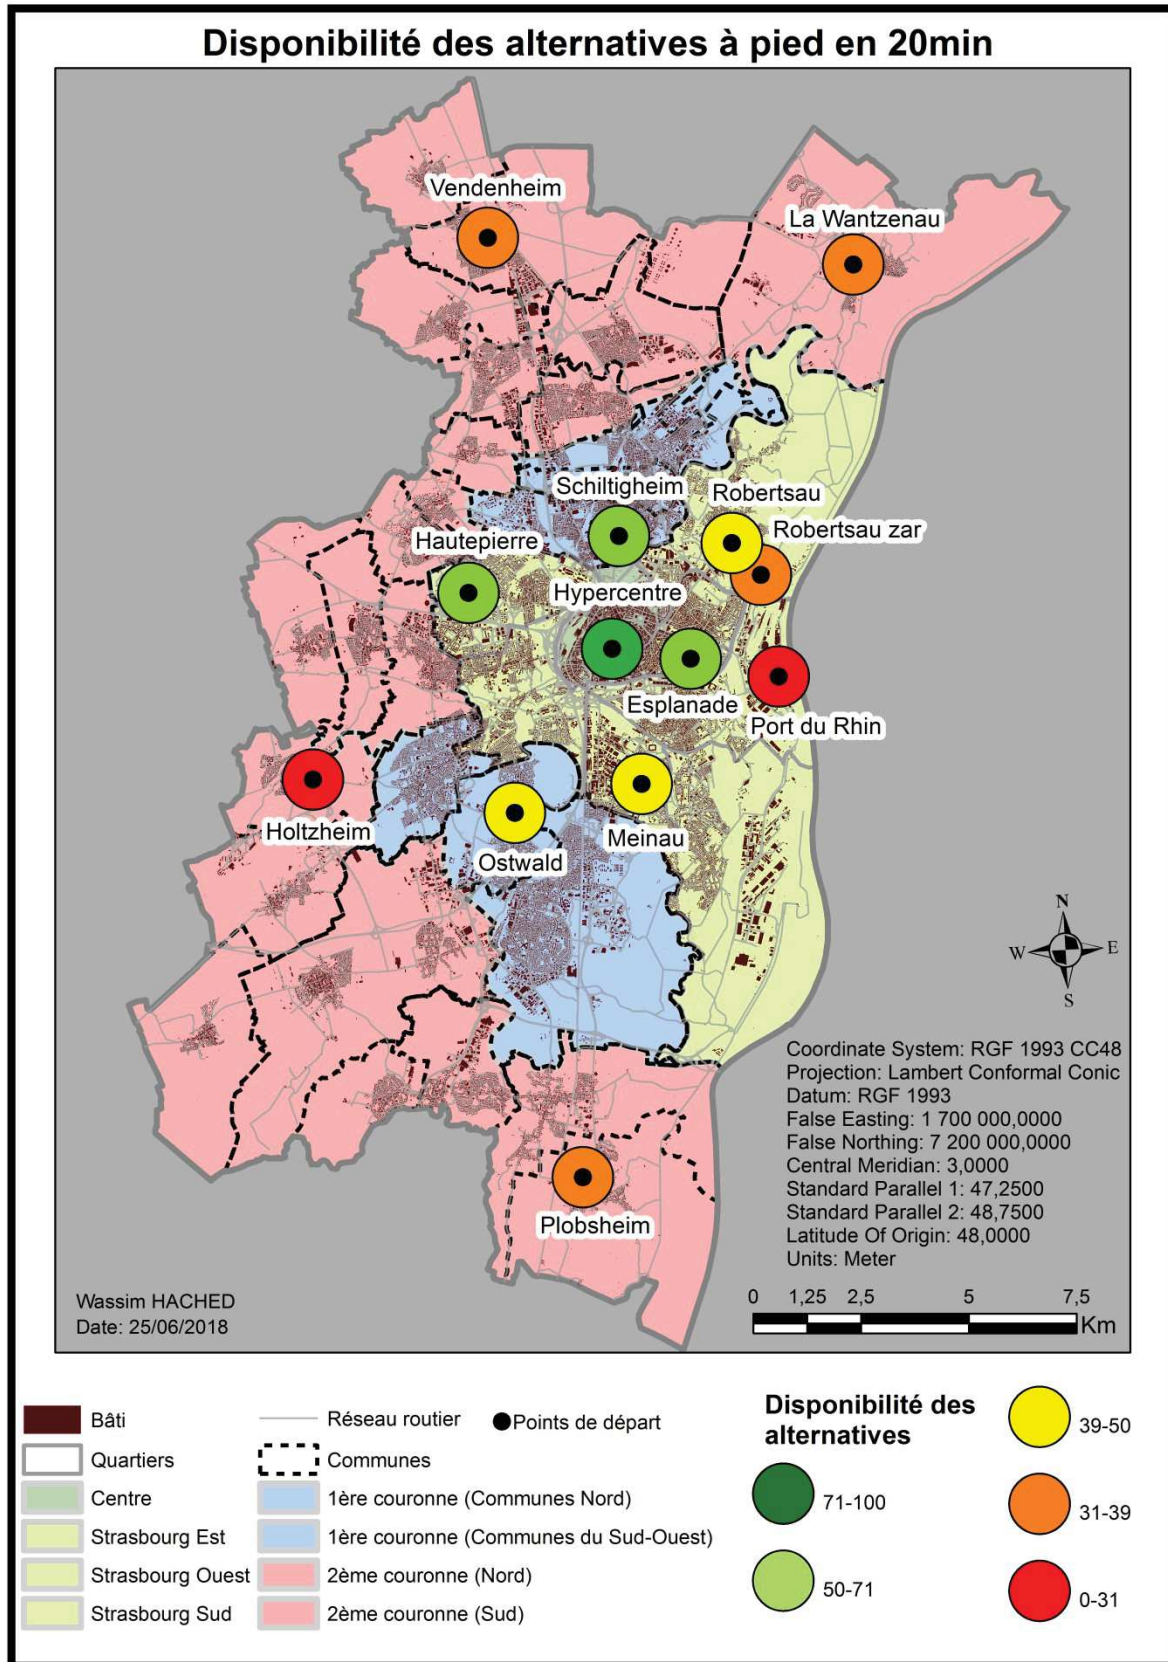 Disponibilité des alternatives à pied en 20min
Vendenheim
La Wantzenau
Schiltigheim
Robertsau
Hautepierre
Robertsau zar
Hypercentre
Esplanade
Port du Rhin
Holtzheim
Ostwald
Meinau
Plobsheim
N
W
E
S
Coordinate System: RGF 1993 CC48
Projection: Lambert Conformal Conic
Datum: RGF 1993
False Easting: 1 700 000,0000
False Northing: 7 200 000,0000
Central Meridian: 3,0000
Standard Parallel 1: 47,2500
Standard Parallel 2: 48,7500
Latitude Of Origin: 48,0000
Units: Meter
Wassim HACHED
Date: 25/06/2018
0 1,25 2,5 5 7,5
Km
Bâti
Quartiers
Centre
Strasbourg Est
Strasbourg Ouest
Strasbourg Sud
Réseau routier
Points de départ
Communes
1ère couronne (Communes Nord)
1ère couronne (Communes du Sud-Ouest)
2ème couronne (Nord)
2ème couronne (Sud)
Disponibilité des
alternatives
71-100
50-71
39-50
31-39
0-31